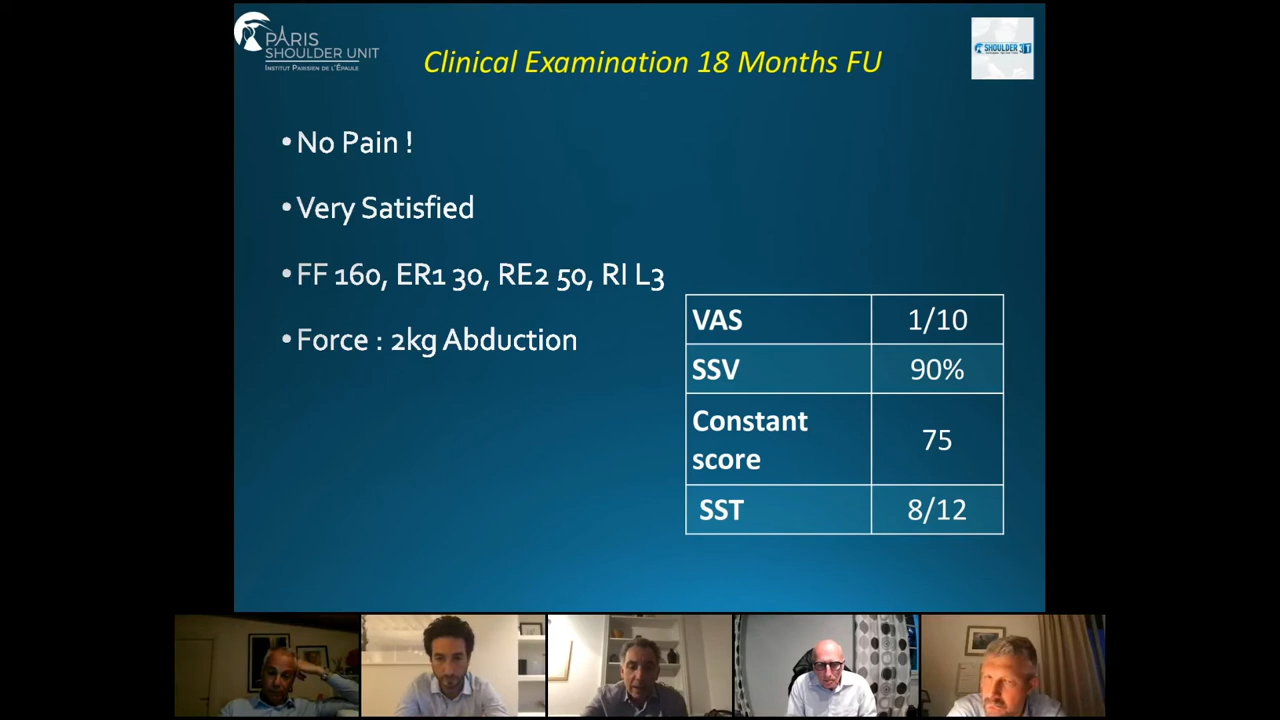 PARIS
SHOULDER UNIT
INSTITUT PARISIEN DE L'ÉPAULE
Clinical Examination 18 Months FU
SHOULDER
•No Pain !
•Very Satisfied
•FF 160, ER1 30, RE2 50, RI L3
•Force : 2kg Abduction
VAS 1/10
SSV 90%
Constant score 75
SST 8/12